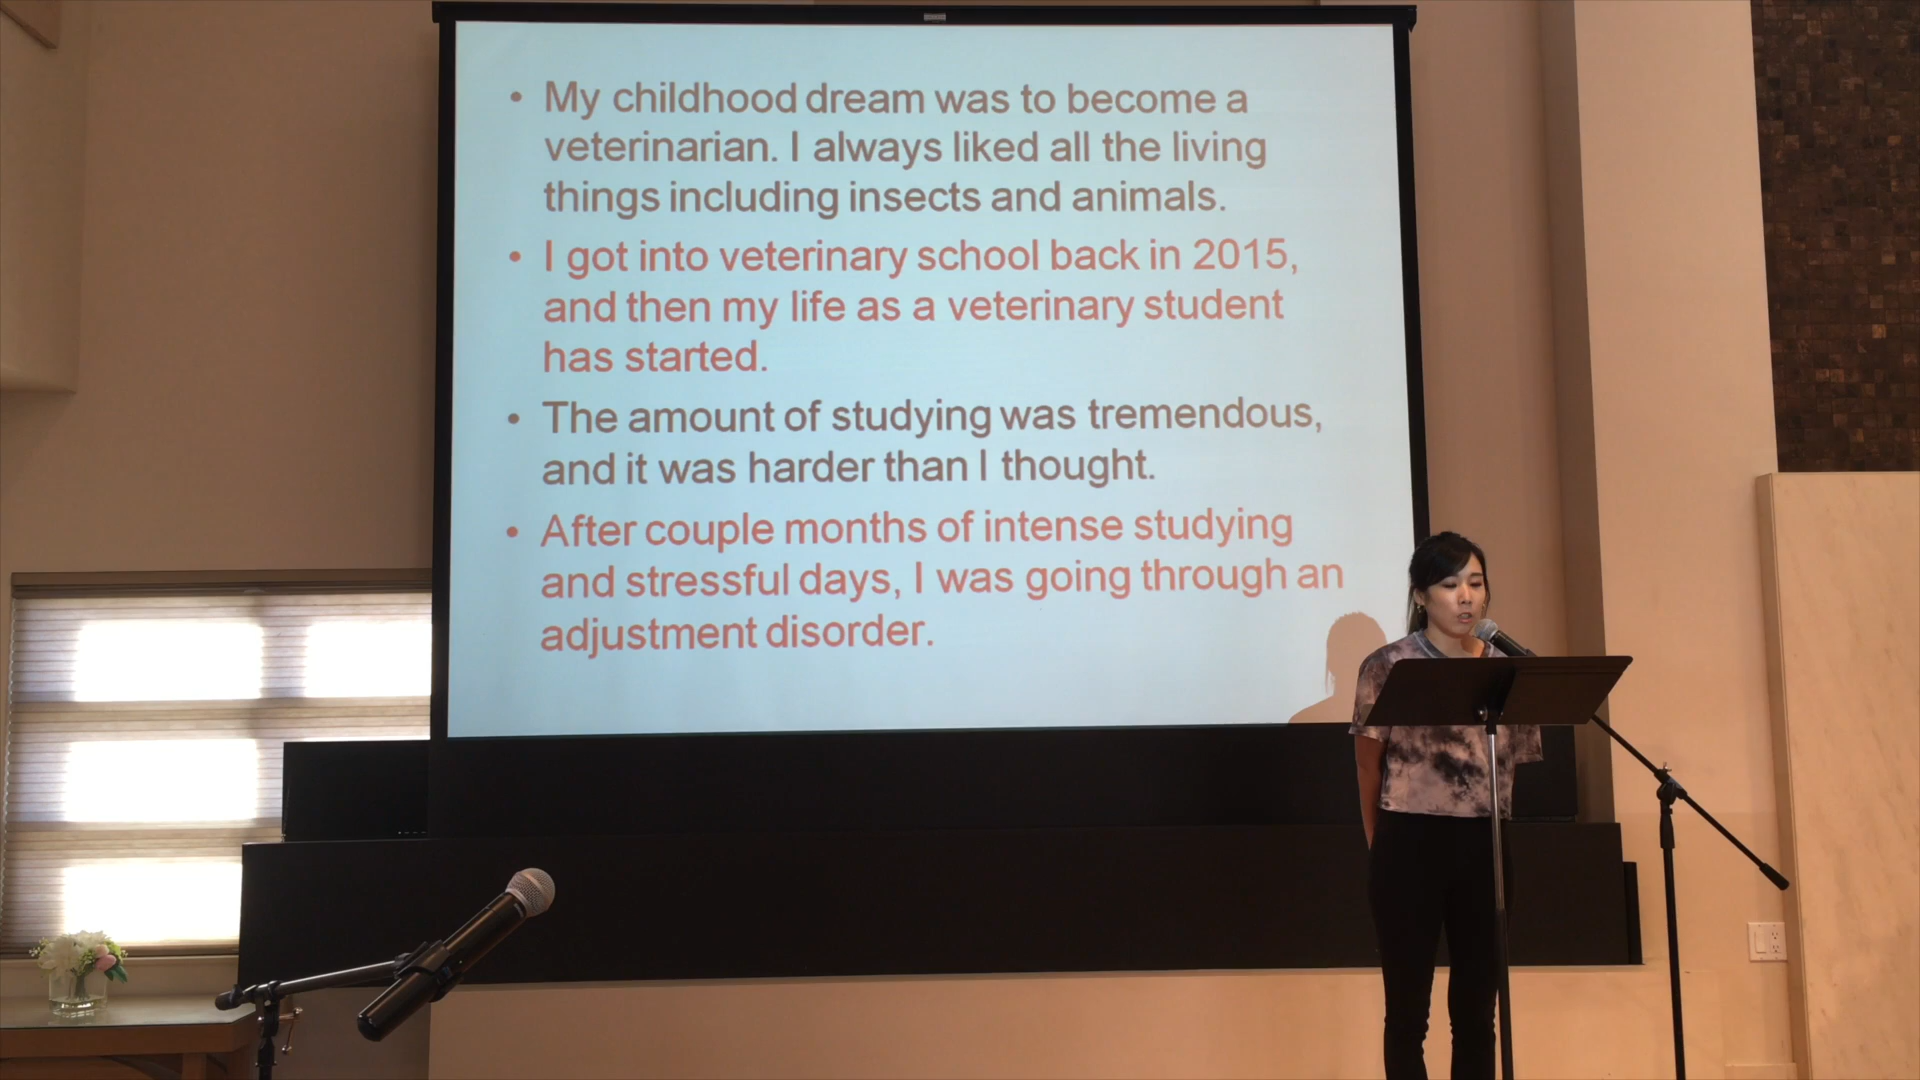 • My childhood dream was to become a
veterinarian. I always liked all the living
things including insects and animals.
• I got into veterinary school back in 2015,
and then my life as a veterinary student
has started.
• The amount of studying was tremendous,
and it was harder than I thought.
• After couple months of intense studying
and stressful days, I was going through an
adjustment disorder.